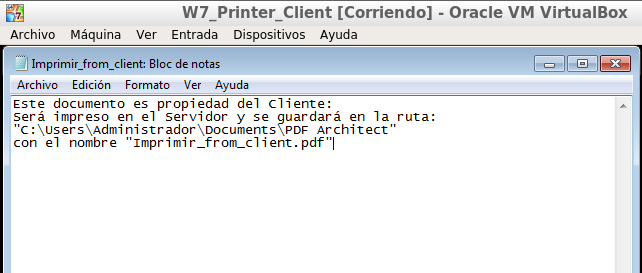 W7_Printer_Client [Corriendo] - Oracle VM VirtualBox
Archivo Máquina Ver Entrada Dispositivos Ayuda
Imprimir_from_client: Bloc de notas
Archivo Edición Formato Ver Ayuda
Este documento es propiedad del Cliente:
Será impreso en el Servidor y se guardará en la ruta:
"C:\Users\Administrador\Documents\PDF Architect"
con el nombre "Imprimir_from_client.pdf"